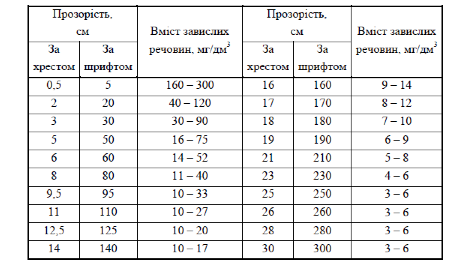 Прозорість, см Вміст завислих речовин, мг/дм³ Прозорість, см Вміст завислих речовин, мг/дм³
За хрестом За шрифтом За хрестом За шрифтом
0,5 5 160 – 300 16 160 9 – 14
2 20 40 – 120 17 170 8 – 12
3 30 30 – 90 18 180 7 – 10
5 50 16 – 75 19 190 6 – 9
6 60 14 – 52 21 210 5 – 8
8 80 11 – 40 23 230 4 – 6
9,5 95 10 – 33 25 250 3 – 6
11 110 10 – 27 26 260 3 – 6
12,5 125 10 – 20 28 280 3 – 6
14 140 10 – 17 30 300 3 – 6